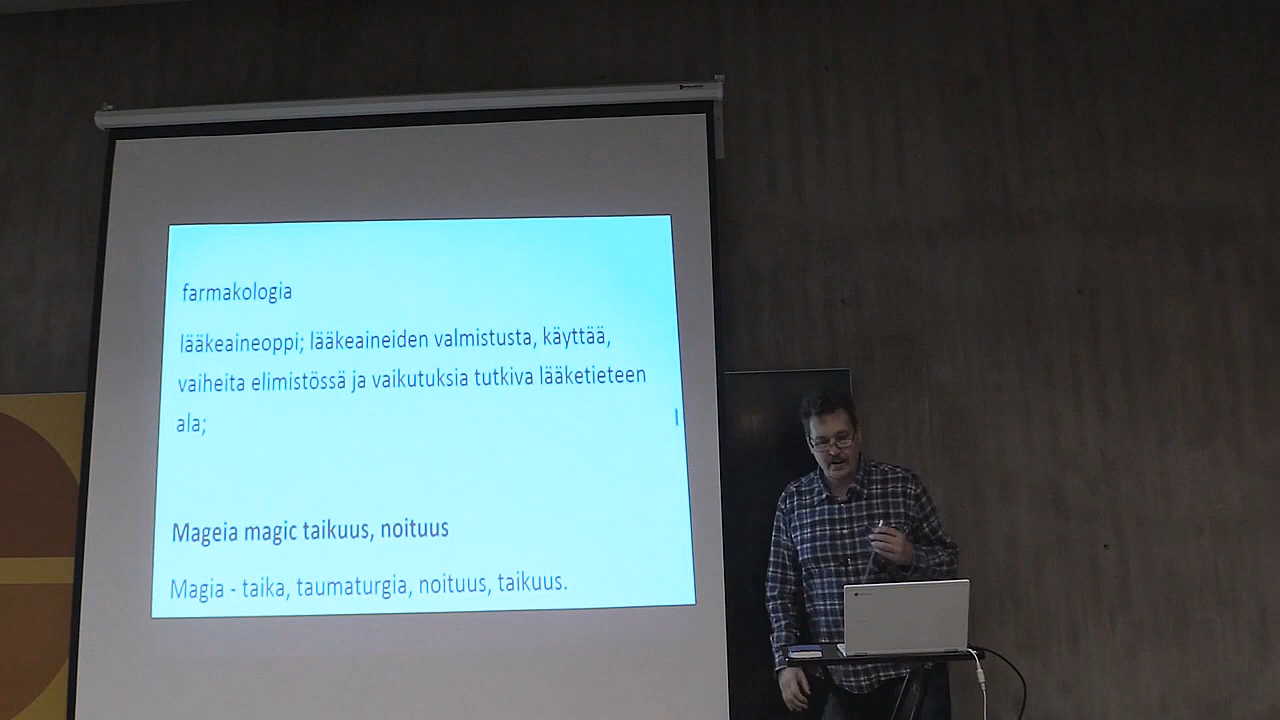 farmakologia
lääkeaineoppi; lääkeaineiden valmistusta, käyttää,
vaiheita elimistössä ja vaikutuksia tutkiva lääketieteen
ala;
Mageia magic taikuus, noituus
Magia - taika, taumaturgia, noituus, taikuus.